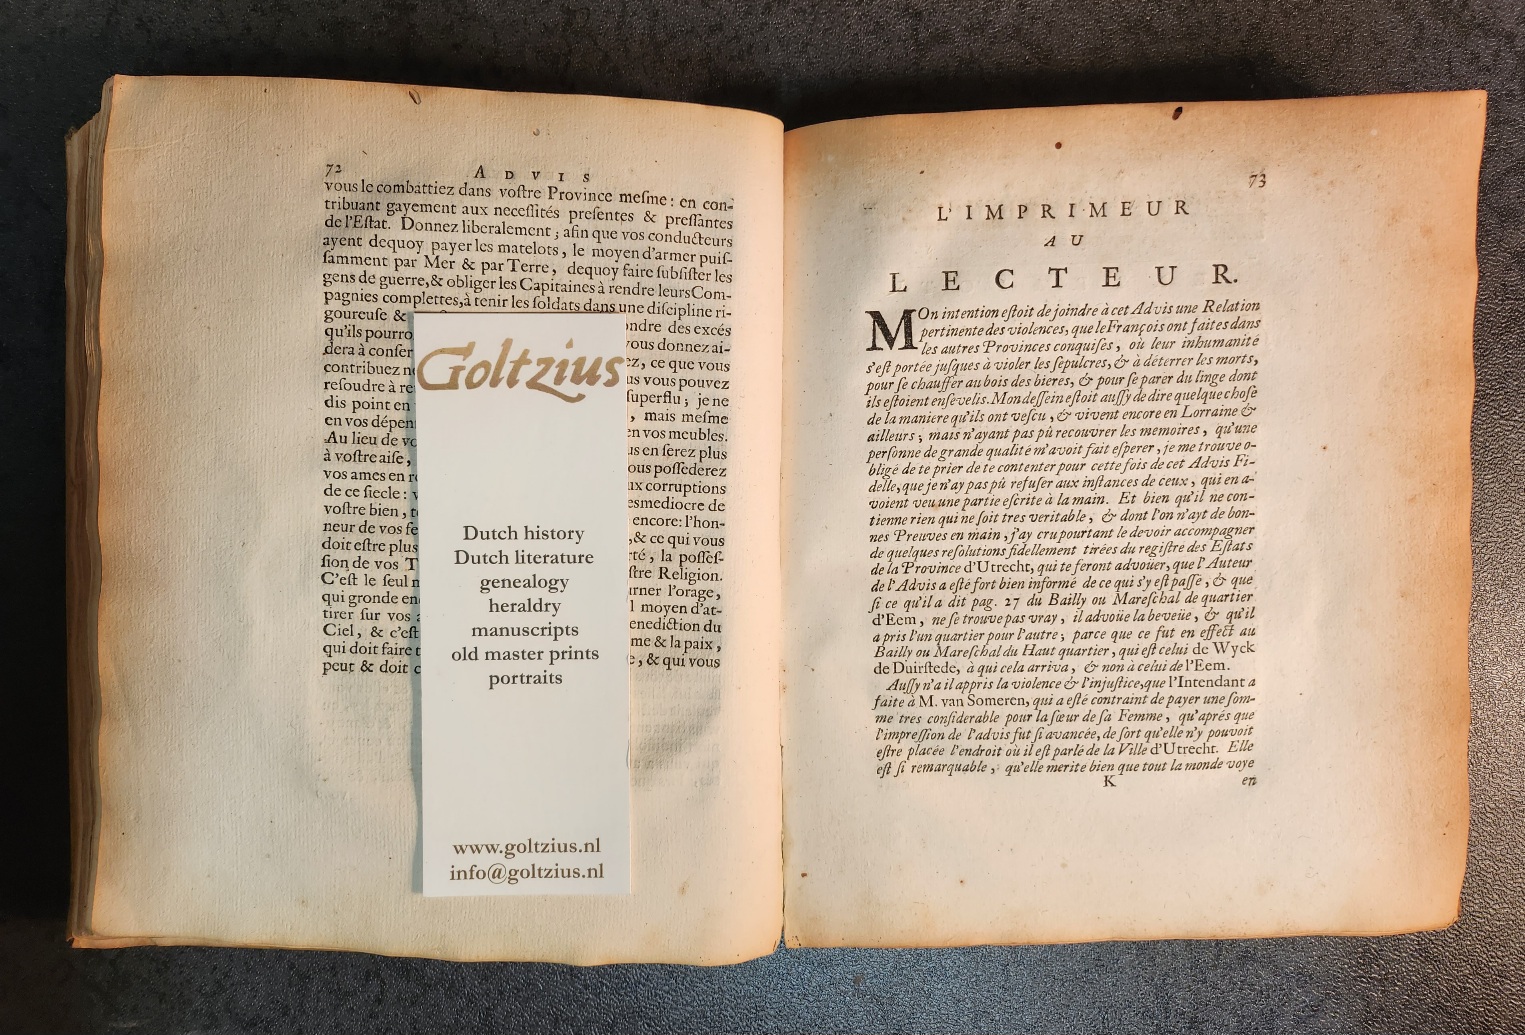 72
ADVIS
vous le combattiez dans voſtre Province meſme: en con-
tribuant gayement aux neceſſités preſentes & preſſantes
de l'Eſtat. Donnez liberalement; afin que vos conducteurs
ayent dequoy payer les matelots, le moyen d'armer puiſ-
ſamment par Mer & par Terre, dequoy faire ſubſiſter les
gens de guerre, & obliger les Capitaines à rendre leurs Com-
pagnies complettes, à tenir les ſoldats dans une diſcipline ri-
goureuſe &
qu'ils pourro ondre des excés
dera à conſer vous donnez ai-
contribuez n ez, ce que vous
reſoudre à re us vous pouvez
dis point en ſuperflu; je ne
en vos dépen , mais meſme
Au lieu de vo en vos meubles.
à voſtre aiſe, us en ſerez plus
vos ames en r ous poſſederez
de ce ſiecle: v ux corruptions
voſtre bien, t esmediocre de
neur de vos fe encore: l'hon-
doit eſtre plus , & ce qui vous
ſion de vos T té, la poſſeſ-
C'eſt le ſeul n ſtre Religion.
qui gronde en rner l'orage,
tirer ſur vos a l moyen d'at-
Ciel, & c'eſt enediction du
qui doit faire t me & la paix,
peut & doit c e, & qui vous
Goltzius
Dutch history
Dutch literature
genealogy
heraldry
manuscripts
old master prints
portraits
www.goltzius.nl
info@goltzius.nl
73
L'IMPRIMEUR
AU
LECTEUR.
MOn intention eſtoit de joindre à cet Advis une Relation
pertinente des violences, que le François ont faites dans
les autres Provinces conquiſes, où leur inhumanité
s'eſt portée juſques à violer les ſepulcres, & à déterrer les morts,
pour ſe chauffer au bois des bieres, & pour ſe parer du linge dont
ils eſtoient enſevelis. Mon deſſein eſtoit auſſy de dire quelque choſe
de la maniere qu'ils ont veſcu, & vivent encore en Lorraine &
ailleurs; mais n'ayant pas pû recouvrer les memoires, qu'une
perſonne de grande qualité m'avoit fait eſperer, je me trouve o-
bligé de te prier de te contenter pour cette fois de cet Advis Fi-
delle, que je n'ay pas pû refuſer aux inſtances de ceux, qui en a-
voient veu une partie eſcrite à la main. Et bien qu'il ne con-
tienne rien qui ne ſoit tres veritable, & dont l'on n'ayt de bon-
nes Preuves en main, j'ay cru pourtant le devoir accompagner
de quelques reſolutions fidellement tirées du regiſtre des Eſtats
de la Province d'Utrecht, qui te feront advoüer, que l'Auteur
de l'Advis a eſté fort bien informé de ce qui s'y eſt paſſe, & que
ſi ce qu'il a dit pag. 27 du Bailly ou Mareſchal de quartier
d'Eem, ne ſe trouve pas vray, il advoüe la beveüe, & qu'il
a pris l'un quartier pour l'autre; parce que ce fut en effect au
Bailly ou Mareſchal du Haut quartier, qui eſt celui de Wyck
de Duirſtede, à qui cela arriva, & non à celui de l'Eem.
Auſſy n'a il appris la violence & l'injuſtice, que l'Intendant a
faite à M. van Someren, qui a eſté contraint de payer une ſom-
me tres conſiderable pour la ſœur de ſa Femme, qu'aprés que
l'impreſſion de l'advis fut ſi avancée, de ſort qu'elle n'y pouvoit
eſtre placée l'endroit où il eſt parlé de la Ville d'Utrecht. Elle
eſt ſi remarquable, qu'elle merite bien que tout la monde voye
K en